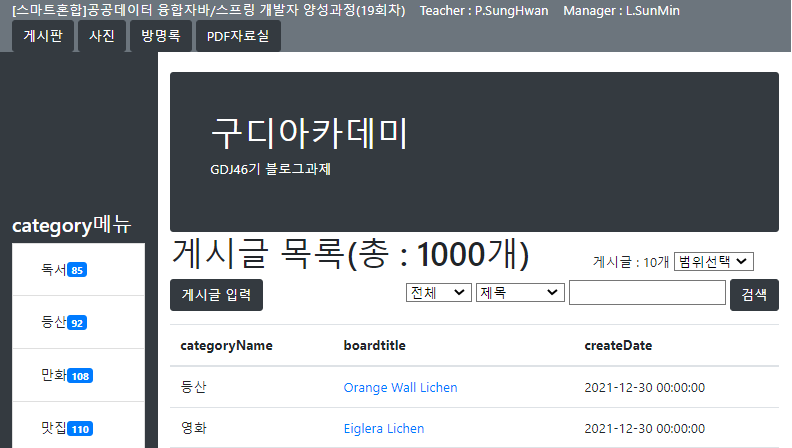 [스마트혼합]공공데이터 융합자바/스프링 개발자 양성과정(19회차) Teacher : P.SungHwan Manager : L.SunMin
게시판 사진 방명록 PDF자료실
구디아카데미
GDJ46기 블로그과제
category메뉴
독서 85
등산 92
만화 108
맛집 110
게시글 목록(총 : 1000개)
게시글 : 10개 범위선택
게시글 입력 전체 제목 검색
categoryName boardtitle createDate
등산 Orange Wall Lichen 2021-12-30 00:00:00
영화 Eiglera Lichen 2021-12-30 00:00:00